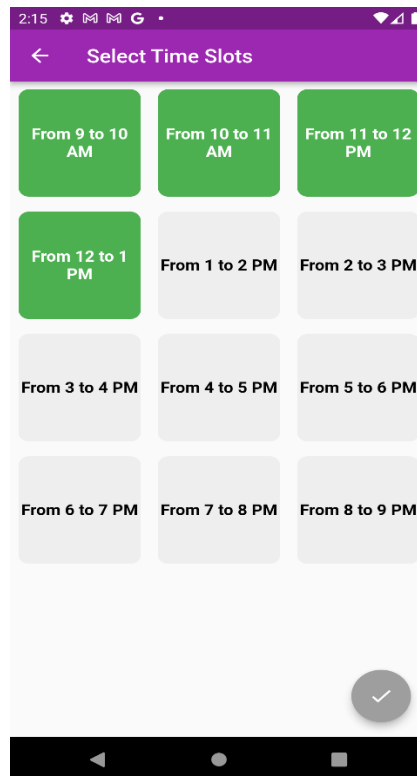 2:15 G
Select Time Slots
From 9 to 10
AM
From 10 to 11
AM
From 11 to 12
PM
From 12 to 1
PM
From 1 to 2 PM
From 2 to 3 PM
From 3 to 4 PM
From 4 to 5 PM
From 5 to 6 PM
From 6 to 7 PM
From 7 to 8 PM
From 8 to 9 PM